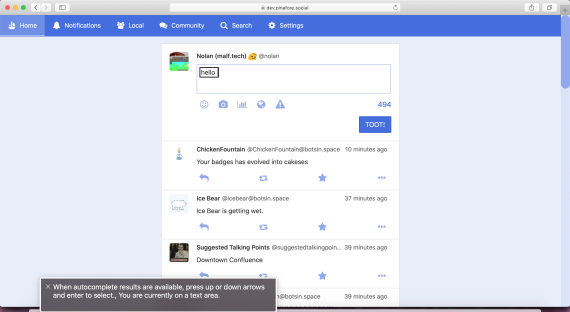 dev.pinafore.social
Home Notifications Local Community Search Settings
Nolan (malf.tech) 🧀 @nolan
hello
494
TOOT!
ChickenFountain @ChickenFountain@botsin.space 10 minutes ago
Your badges has evolved into cakeses
Ice Bear @icebear@botsin.space 37 minutes ago
Ice Bear is getting wet.
Suggested Talking Points @suggestedtalkingpoin... 39 minutes ago
Downtown Confluence
@botsin.space 39 minutes ago
When autocomplete results are available, press up or down arrows
and enter to select., You are currently on a text area.